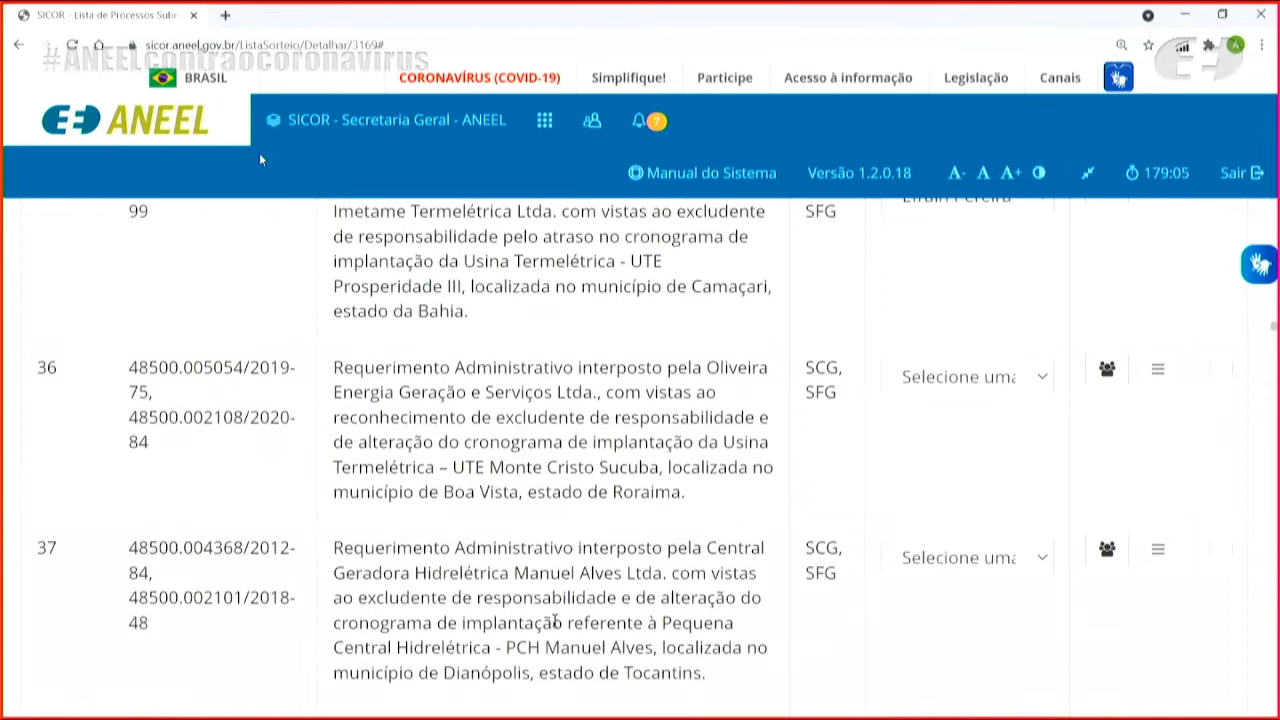 SICOR - Lista de Processos Subr
sicor.aneel.gov.br/ListaSorteio/Detalhar/3169#
#ANEELcontraocoronavirus
A
BRASIL
CORONAVÍRUS (COVID-19)
Simplifique!
Participe
Acesso à informação
Legislação
Canais
ANEEL
SICOR - Secretaria Geral - ANEEL
?
Manual do Sistema
Versão 1.2.0.18
A- A A+
179:05
Sair
99
Imetame Termelétrica Ltda. com vistas ao excludente
de responsabilidade pelo atraso no cronograma de
implantação da Usina Termelétrica - UTE
Prosperidade III, localizada no município de Camaçari,
estado da Bahia.
SFG
Efrain Pereira
36
48500.005054/2019-
75,
48500.002108/2020-
84
Requerimento Administrativo interposto pela Oliveira
Energia Geração e Serviços Ltda., com vistas ao
reconhecimento de excludente de responsabilidade e
de alteração do cronograma de implantação da Usina
Termelétrica – UTE Monte Cristo Sucuba, localizada no
município de Boa Vista, estado de Roraima.
SCG,
SFG
Selecione uma
37
48500.004368/2012-
84,
48500.002101/2018-
48
Requerimento Administrativo interposto pela Central
Geradora Hidrelétrica Manuel Alves Ltda. com vistas
ao excludente de responsabilidade e de alteração do
cronograma de implantação referente à Pequena
Central Hidrelétrica - PCH Manuel Alves, localizada no
município de Dianópolis, estado de Tocantins.
SCG,
SFG
Selecione uma